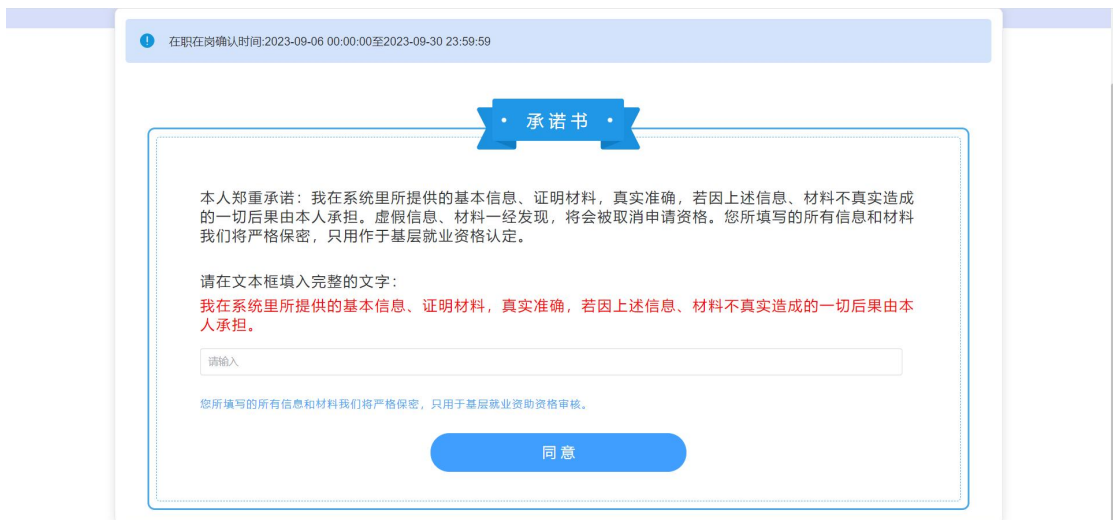 在职在岗确认时间:2023-09-06 00:00:00至2023-09-30 23:59:59
· 承诺书 ·
本人郑重承诺：我在系统里所提供的基本信息、证明材料，真实准确，若因上述信息、材料不真实造成
的一切后果由本人承担。虚假信息、材料一经发现，将会被取消申请资格。您所填写的所有信息和材料
我们将严格保密，只用作于基层就业资格认定。
请在文本框填入完整的文字：
我在系统里所提供的基本信息、证明材料，真实准确，若因上述信息、材料不真实造成的一切后果由本
人承担。
请输入
您所填写的所有信息和材料我们将严格保密，只用于基层就业资助资格审核。
同意